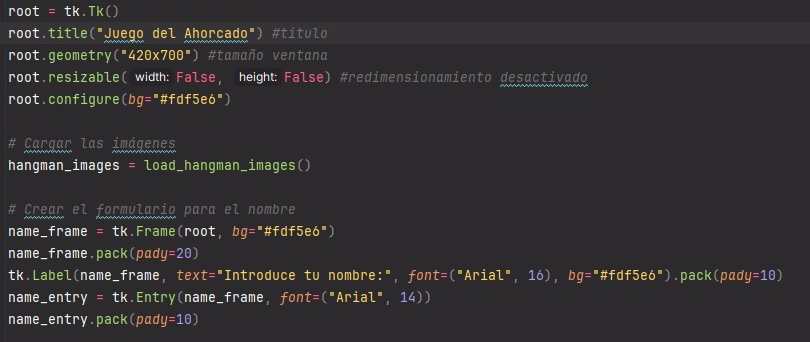 root = tk.Tk()
root.title("Juego del Ahorcado") #titulo
root.geometry("420x700") #tamaño ventana
root.resizable( width: False, height: False) #redimensionamiento desactivado
root.configure(bg="#fdf5e6")
# Cargar las imágenes
hangman_images = load_hangman_images()
# Crear el formulario para el nombre
name_frame = tk.Frame(root, bg="#fdf5e6")
name_frame.pack(pady=20)
tk.Label(name_frame, text="Introduce tu nombre:", font=("Arial", 16), bg="#fdf5e6").pack(pady=10)
name_entry = tk.Entry(name_frame, font=("Arial", 14))
name_entry.pack(pady=10)